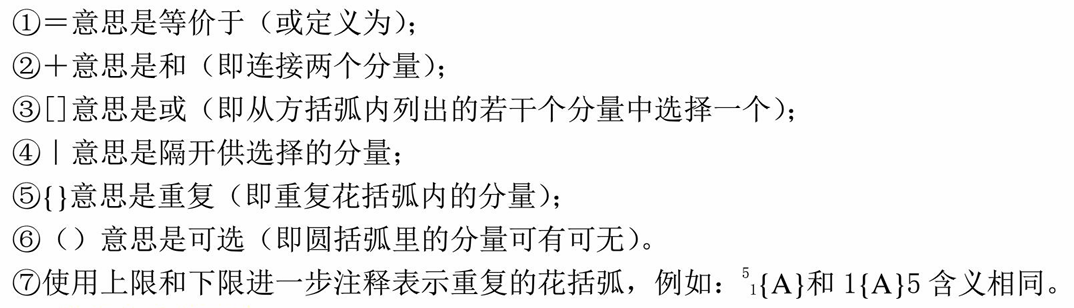 ①＝意思是等价于（或定义为）；
②＋意思是和（即连接两个分量）；
③[]意思是或（即从方括弧内列出的若干个分量中选择一个）；
④｜意思是隔开供选择的分量；
⑤{}意思是重复（即重复花括弧内的分量）；
⑥（）意思是可选（即圆括弧里的分量可有可无）。
⑦使用上限和下限进一步注释表示重复的花括弧，例如：⁵₁{A}和 1{A}5 含义相同。